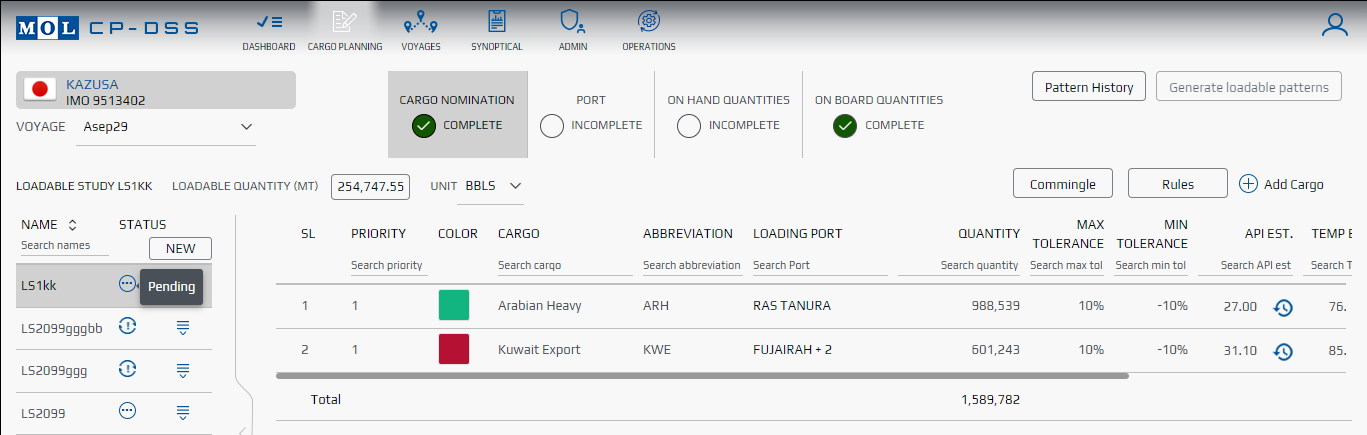 MOL CP-DSS
DASHBOARD CARGO PLANNING VOYAGES SYNOPTICAL ADMIN OPERATIONS
KAZUSA
IMO 9513402
VOYAGE Asep29
CARGO NOMINATION
COMPLETE
PORT
INCOMPLETE
ON HAND QUANTITIES
INCOMPLETE
ON BOARD QUANTITIES
COMPLETE
Pattern History Generate loadable patterns
LOADABLE STUDY LS1KK LOADABLE QUANTITY (MT) 254,747.55 UNIT BBLS
Commingle Rules Add Cargo
NAME STATUS
Search names NEW
LS1kk Pending
LS2099gggbb
LS2099ggg
LS2099
SL PRIORITY COLOR CARGO ABBREVIATION LOADING PORT QUANTITY MAX TOLERANCE MIN TOLERANCE API EST. TEMP E
Search priority Search cargo Search abbreviation Search Port Search quantity Search max tol Search min tol Search API est Search T
1 1 Arabian Heavy ARH RAS TANURA 988,539 10% -10% 27.00 76.
2 1 Kuwait Export KWE FUJAIRAH + 2 601,243 10% -10% 31.10 85.
Total 1,589,782